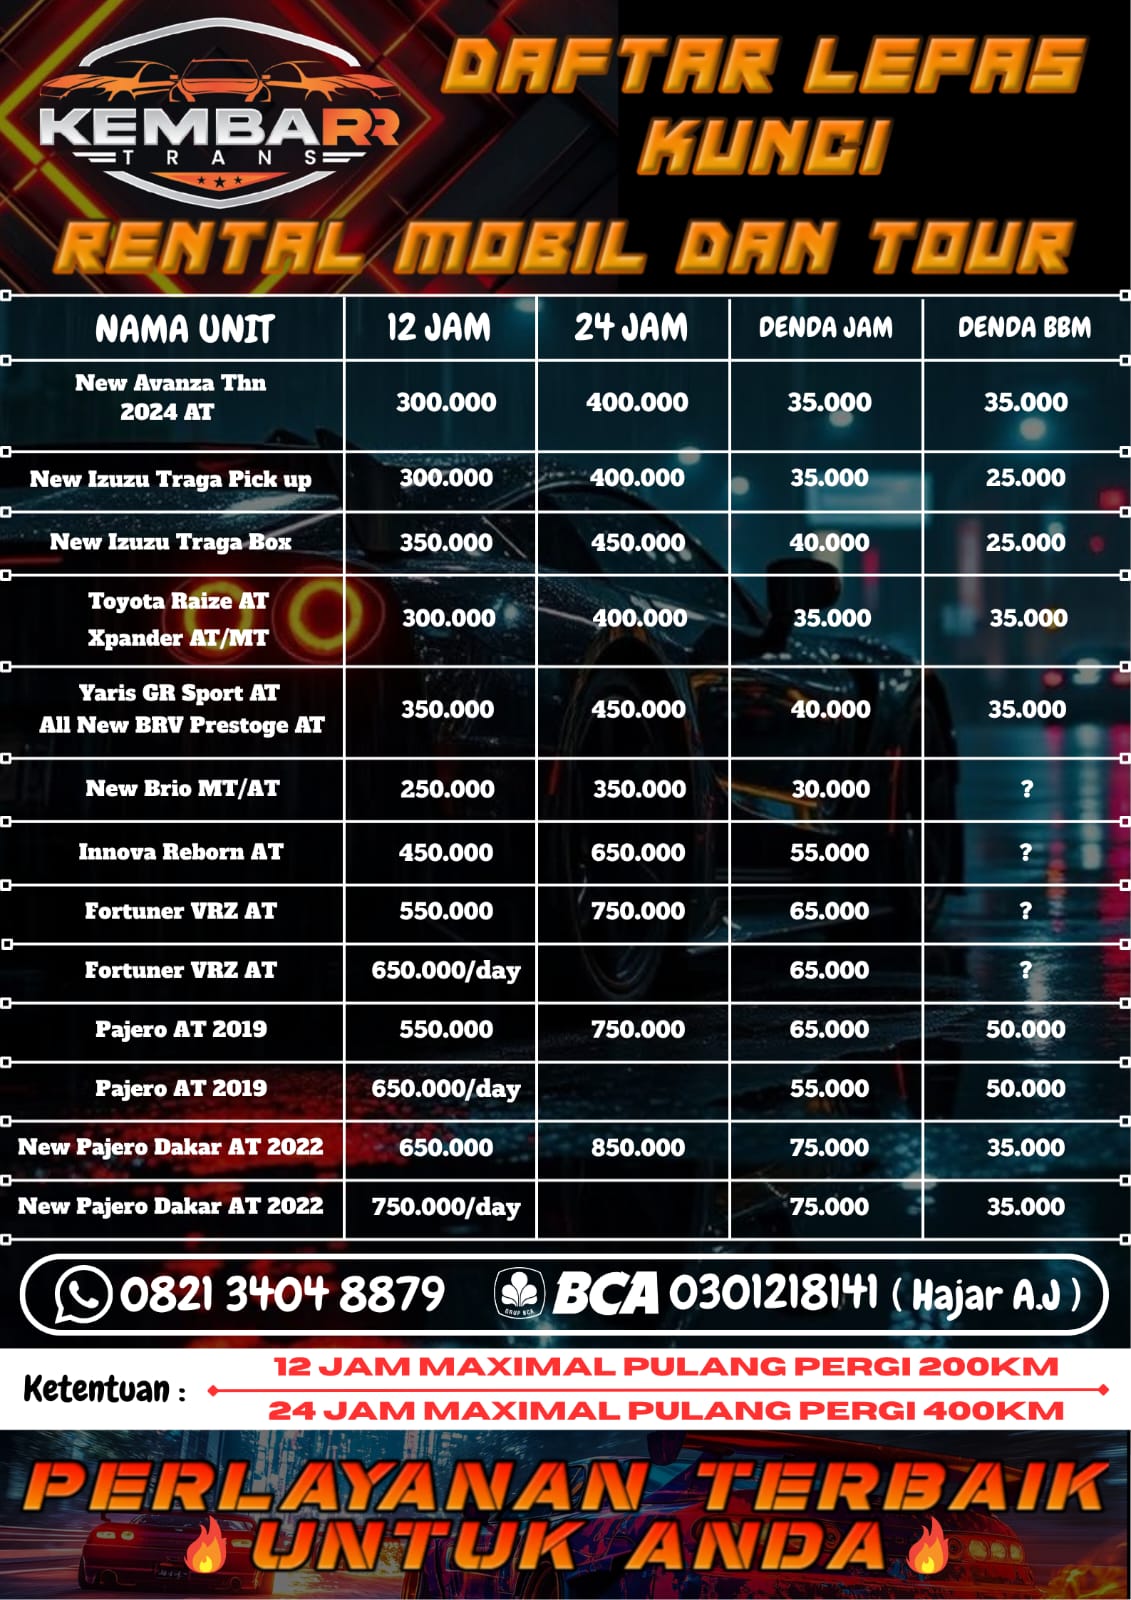 KEMBARR
TRANS
DAFTAR LEPAS
KUNCI
RENTAL MOBIL DAN TOUR
NAMA UNIT 12 JAM 24 JAM DENDA JAM DENDA BBM
New Avanza Thn
2024 AT
300.000 400.000 35.000 35.000
New Izuzu Traga Pick up 300.000 400.000 35.000 25.000
New Izuzu Traga Box 350.000 450.000 40.000 25.000
Toyota Raize AT
Xpander AT/MT
300.000 400.000 35.000 35.000
Yaris GR Sport AT
All New BRV Prestoge AT
350.000 450.000 40.000 35.000
New Brio MT/AT 250.000 350.000 30.000 ?
Innova Reborn AT 450.000 650.000 55.000 ?
Fortuner VRZ AT 550.000 750.000 65.000 ?
Fortuner VRZ AT 650.000/day 65.000 ?
Pajero AT 2019 550.000 750.000 65.000 50.000
Pajero AT 2019 650.000/day 55.000 50.000
New Pajero Dakar AT 2022 650.000 850.000 75.000 35.000
New Pajero Dakar AT 2022 750.000/day 75.000 35.000
0821 3404 8879 GRUP BCA BCA 0301218141 ( Hajar A.J )
Ketentuan :
12 JAM MAXIMAL PULANG PERGI 200KM
24 JAM MAXIMAL PULANG PERGI 400KM
PERLAYANAN TERBAIK
🔥UNTUK ANDA🔥